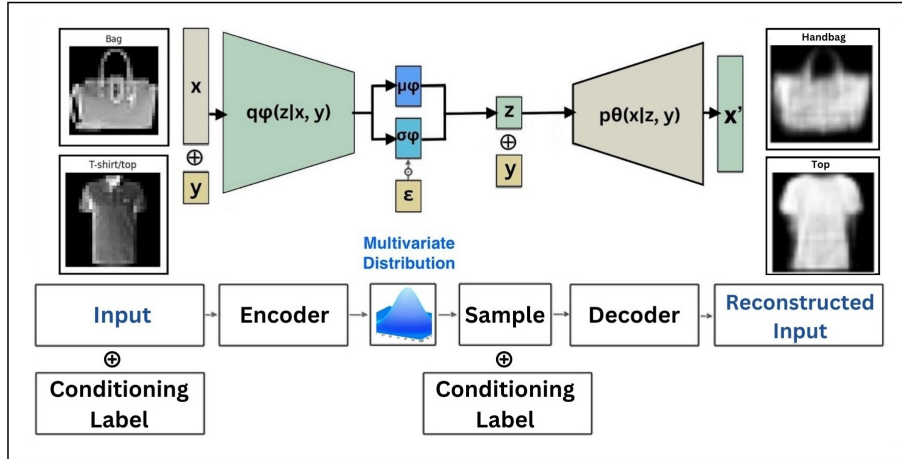 Bag
x
⊕
y
T-shirt/top
qφ(z|x, y)
μφ
σφ
ε
z
⊕
y
pθ(x|z, y)
x’
Handbag
Top
Multivariate
Distribution
Input
Encoder
Sample
Decoder
Reconstructed
Input
⊕
Conditioning
Label
⊕
Conditioning
Label